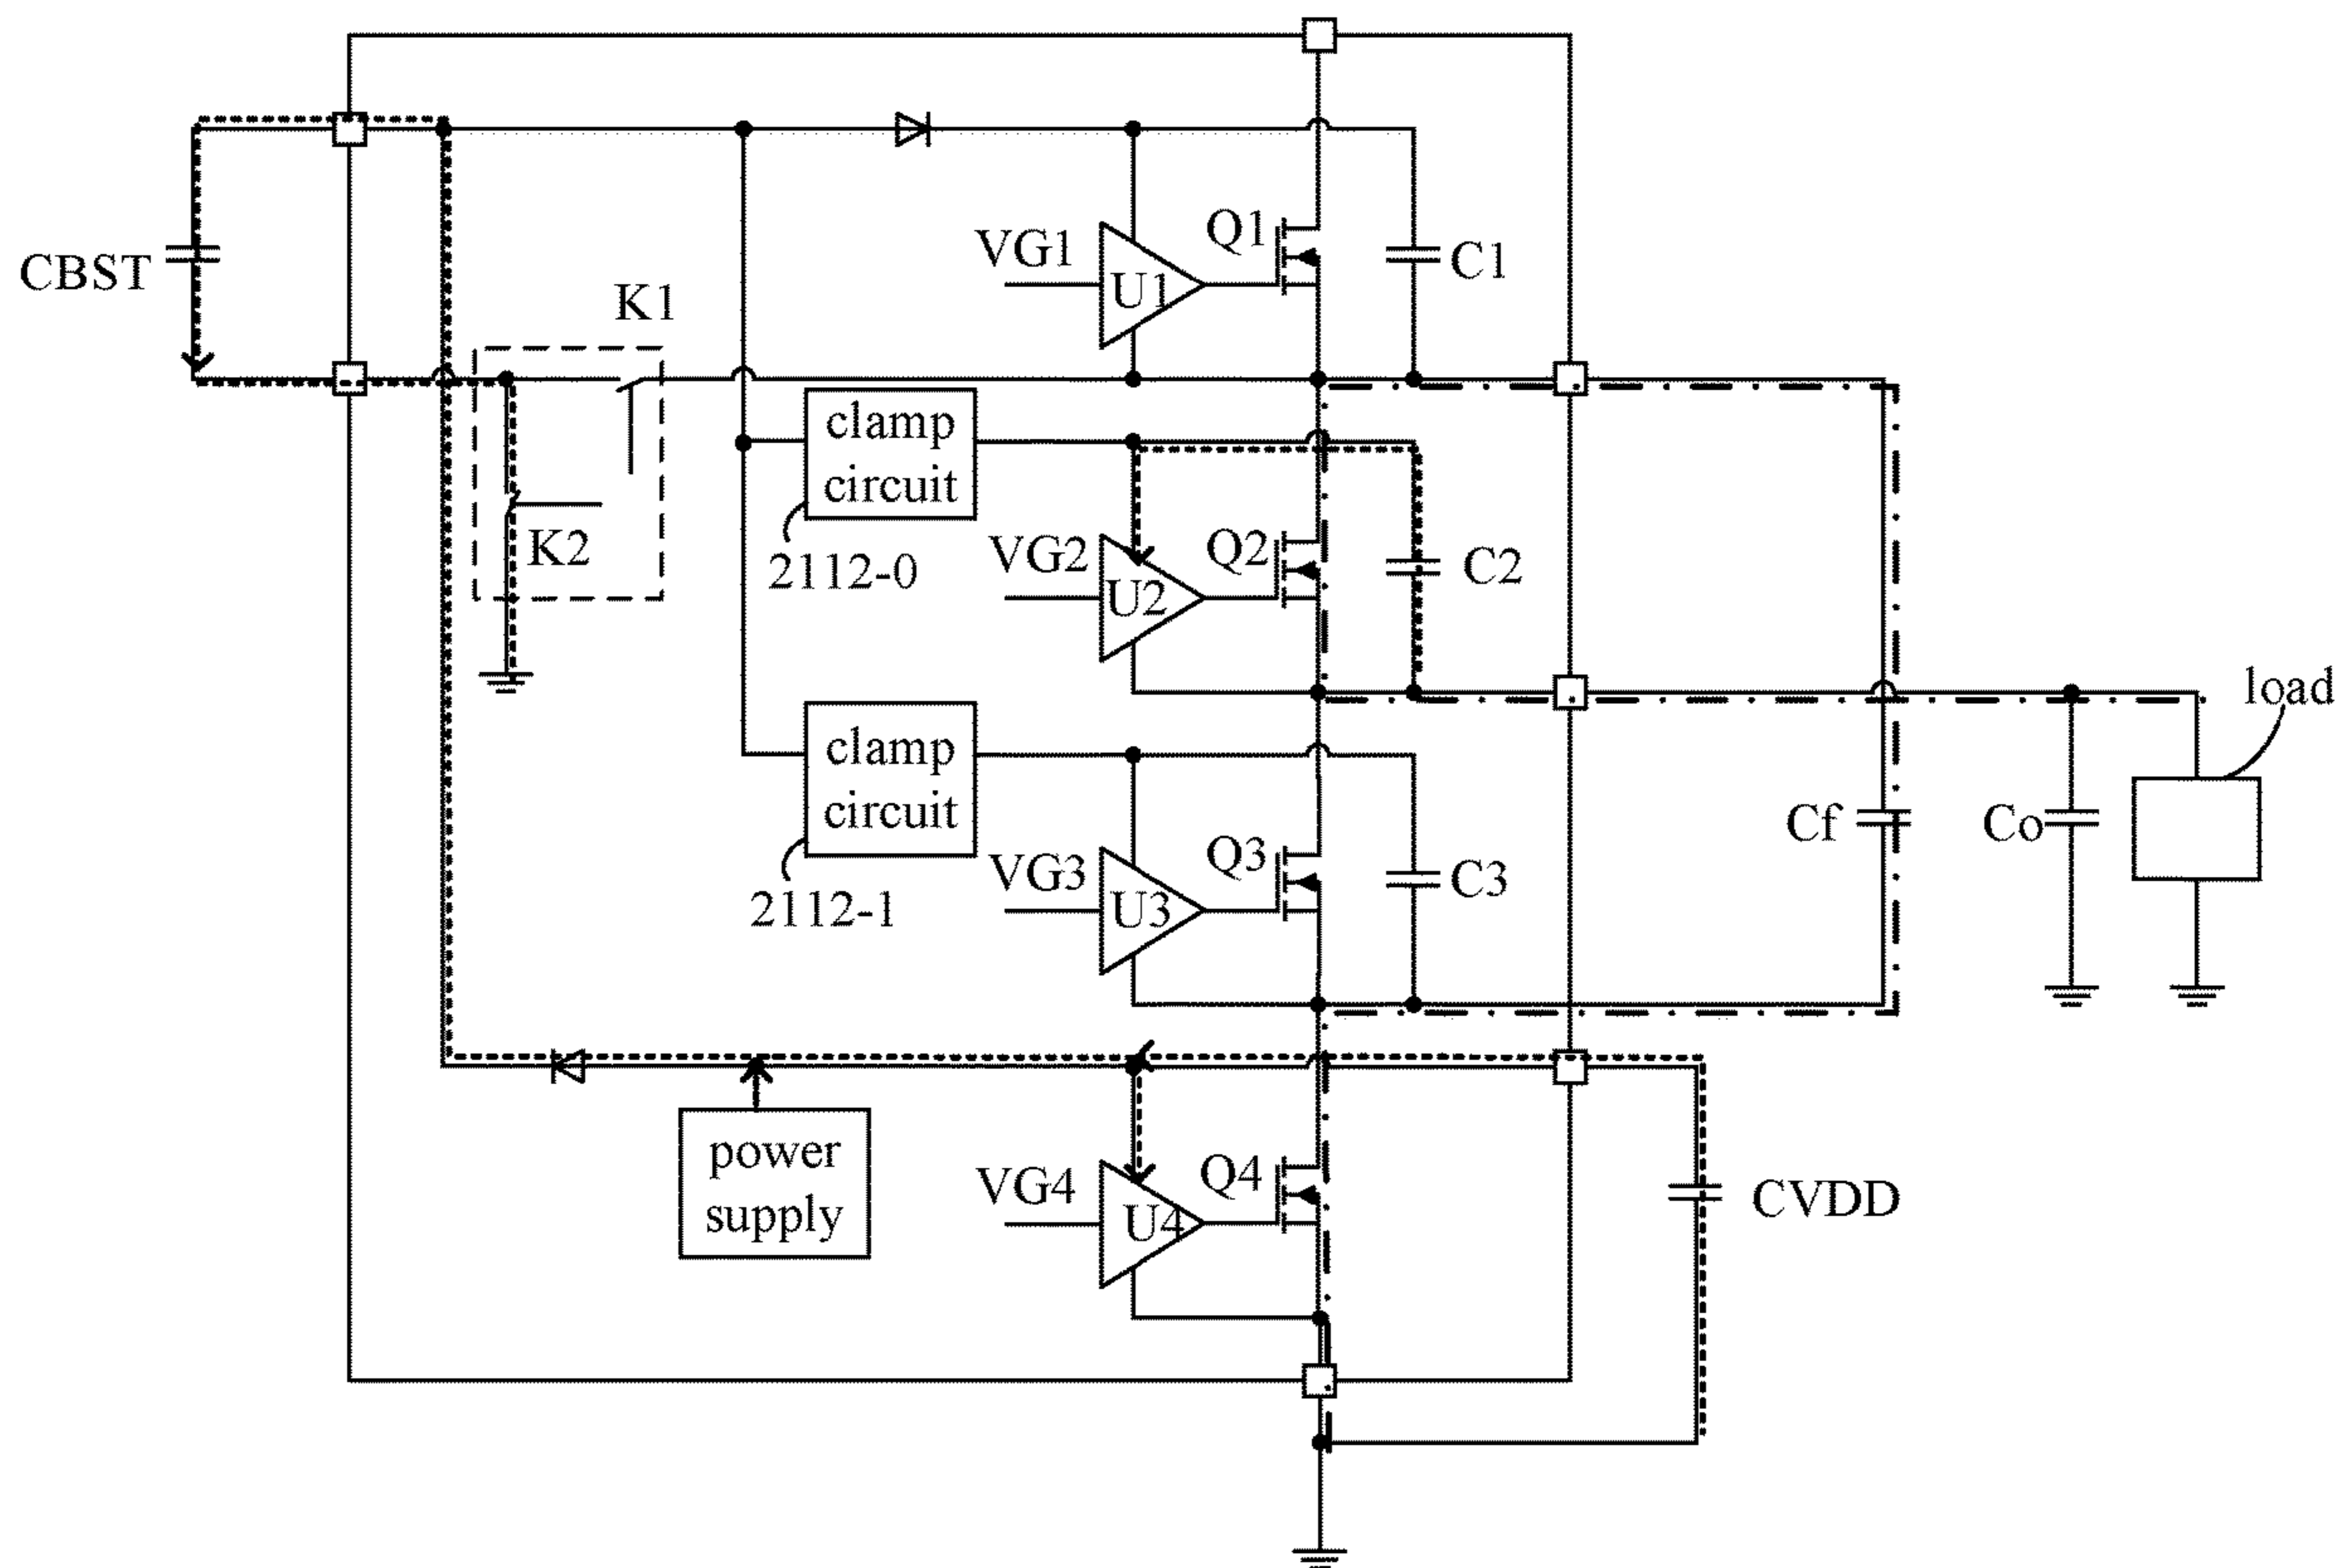 CBST
K1
K2
VG1
U1
Q1
C1
clamp
circuit
2112-0
VG2
U2
Q2
C2
clamp
circuit
2112-1
VG3
U3
Q3
C3
Cf
Co
load
power
supply
VG4
U4
Q4
CVDD